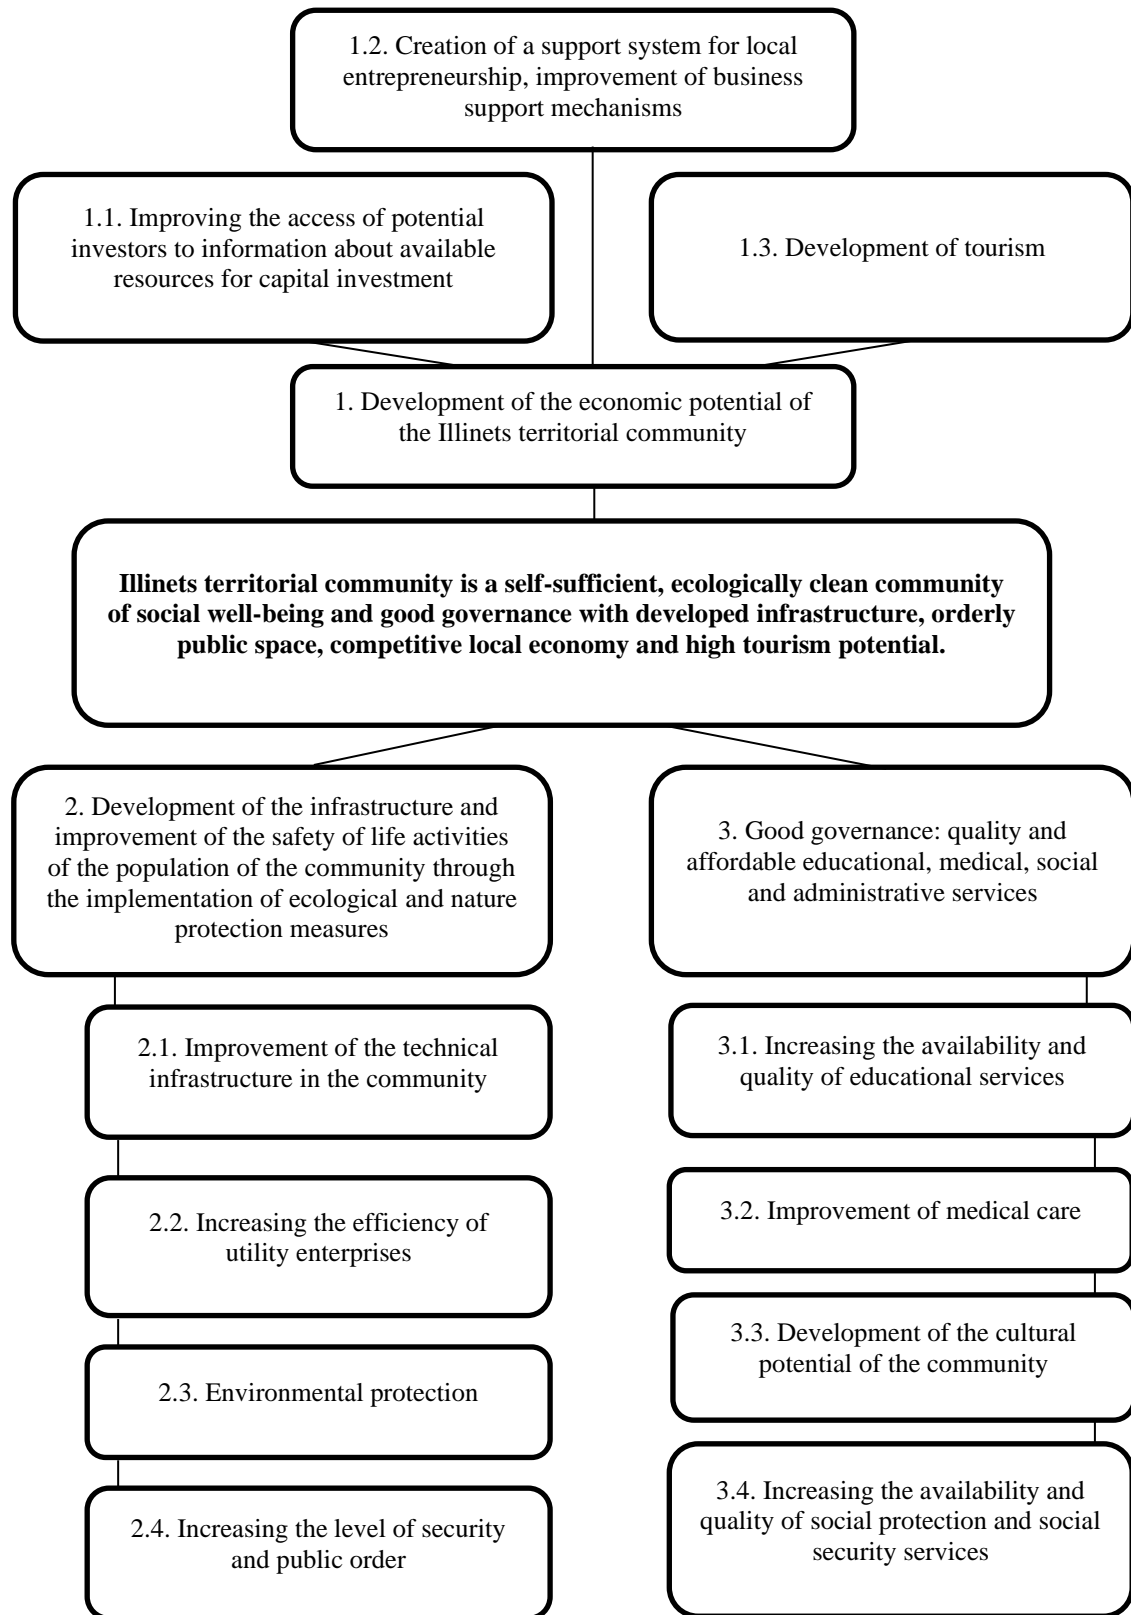 1.2. Creation of a support system for local
entrepreneurship, improvement of business
support mechanisms
1.1. Improving the access of potential
investors to information about available
resources for capital investment
1.3. Development of tourism
1. Development of the economic potential of
the Illinets territorial community
Illinets territorial community is a self-sufficient, ecologically clean community
of social well-being and good governance with developed infrastructure, orderly
public space, competitive local economy and high tourism potential.
2. Development of the infrastructure and
improvement of the safety of life activities
of the population of the community through
the implementation of ecological and nature
protection measures
3. Good governance: quality and
affordable educational, medical, social
and administrative services
2.1. Improvement of the technical
infrastructure in the community
3.1. Increasing the availability and
quality of educational services
2.2. Increasing the efficiency of
utility enterprises
3.2. Improvement of medical care
3.3. Development of the cultural
potential of the community
2.3. Environmental protection
2.4. Increasing the level of security
and public order
3.4. Increasing the availability and
quality of social protection and social
security services